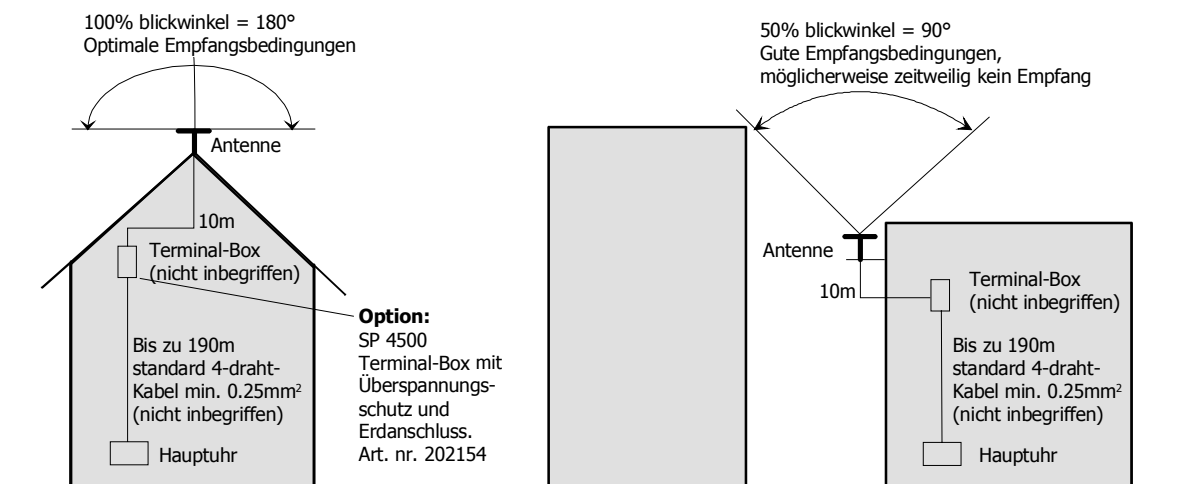 100% blickwinkel = 180°
Optimale Empfangsbedingungen
Antenne
10m
Terminal-Box
(nicht inbegriffen)
Option:
SP 4500
Terminal-Box mit
Überspannungs-
schutz und
Erdanschluss.
Art. nr. 202154
Bis zu 190m
standard 4-draht-
Kabel min. 0.25mm²
(nicht inbegriffen)
Hauptuhr
50% blickwinkel = 90°
Gute Empfangsbedingungen,
möglicherweise zeitweilig kein Empfang
Antenne
10m
Terminal-Box
(nicht inbegriffen)
Bis zu 190m
standard 4-draht-
Kabel min. 0.25mm²
(nicht inbegriffen)
Hauptuhr